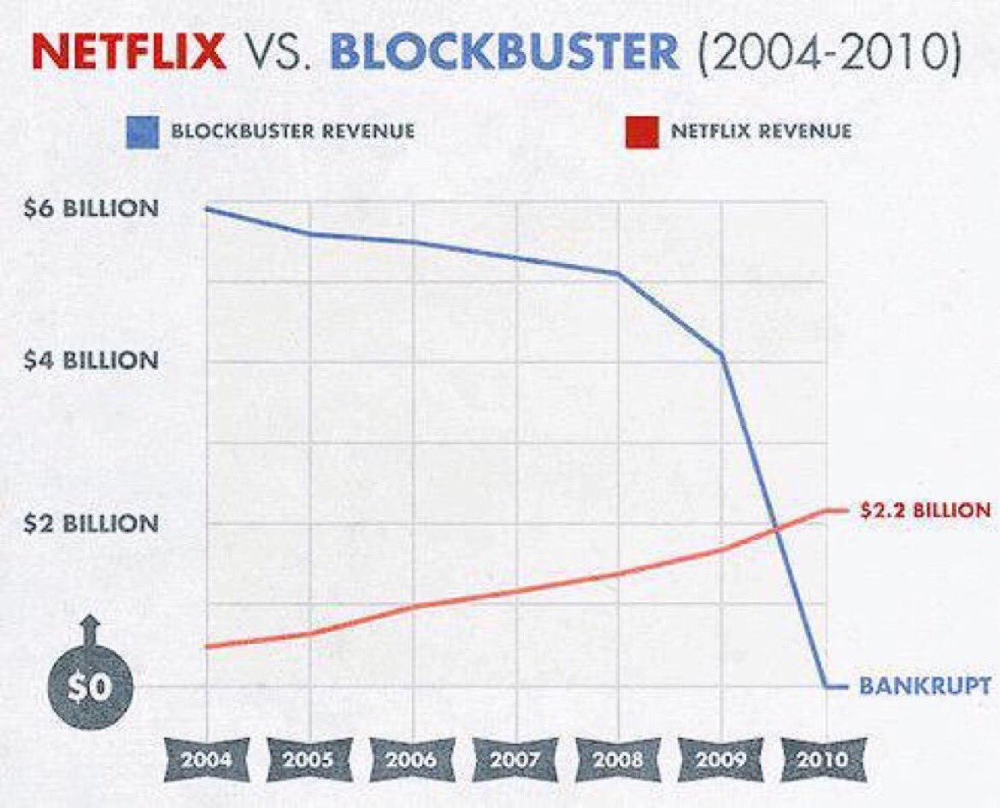 NETFLIX VS. BLOCKBUSTER (2004-2010)
BLOCKBUSTER REVENUE
NETFLIX REVENUE
$6 BILLION
$4 BILLION
$2 BILLION
$2.2 BILLION
$0
BANKRUPT
2004 2005 2006 2007 2008 2009 2010